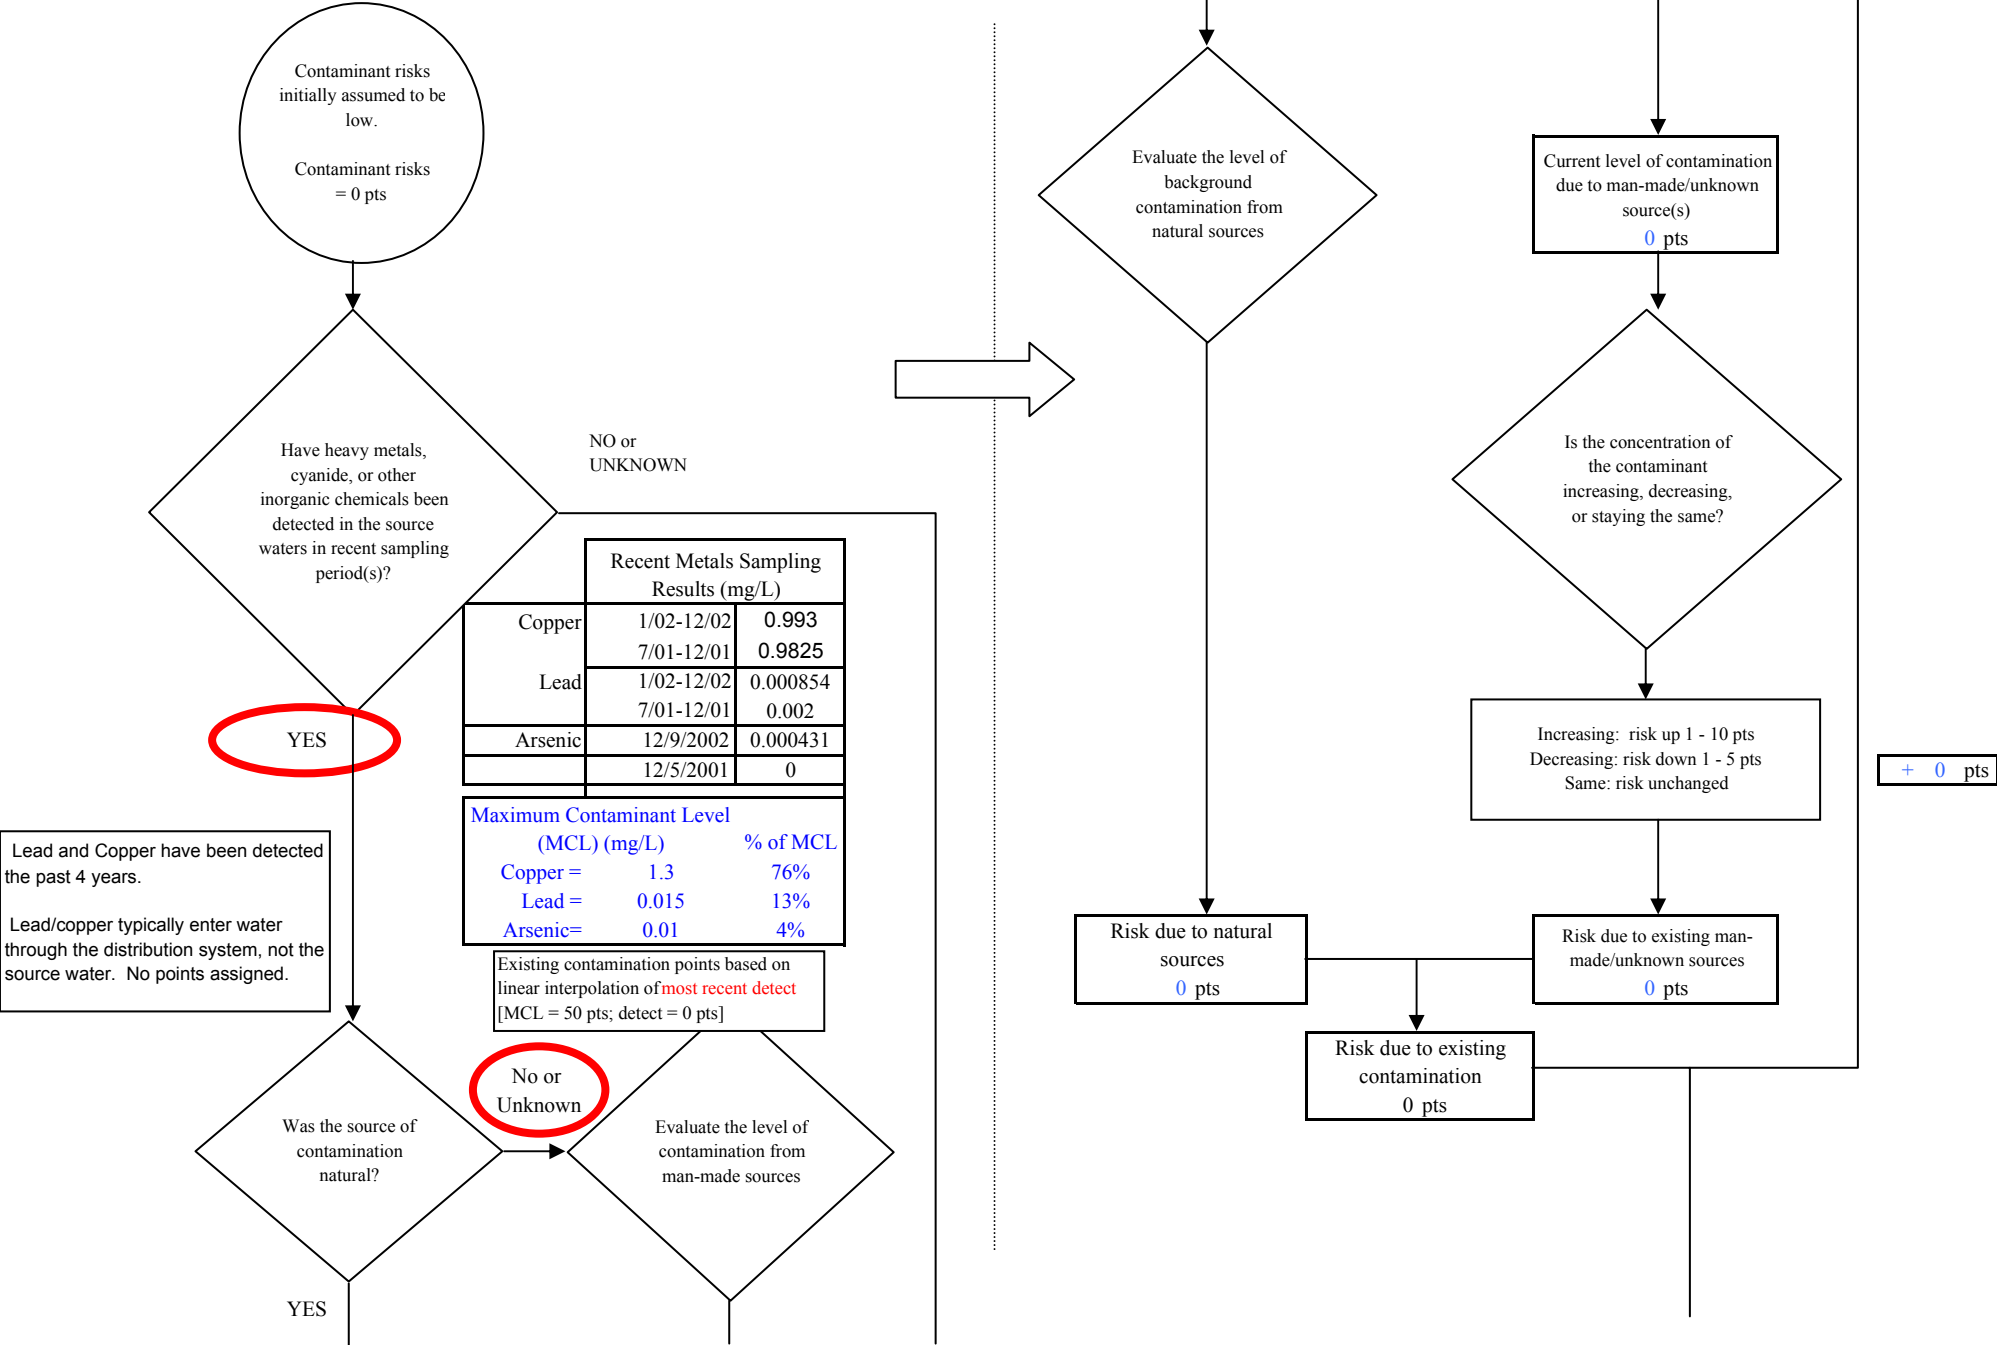 Contaminant risks
initially assumed to be
low.
Contaminant risks
= 0 pts
Have heavy metals,
cyanide, or other
inorganic chemicals been
detected in the source
waters in recent sampling
period(s)?
NO or
UNKNOWN
YES
Recent Metals Sampling
Results (mg/L)
Copper 1/02-12/02 0.993
7/01-12/01 0.9825
Lead 1/02-12/02 0.000854
7/01-12/01 0.002
Arsenic 12/9/2002 0.000431
12/5/2001 0
Maximum Contaminant Level
(MCL) (mg/L) % of MCL
Copper = 1.3 76%
Lead = 0.015 13%
Arsenic= 0.01 4%
Lead and Copper have been detected
the past 4 years.
Lead/copper typically enter water
through the distribution system, not the
source water. No points assigned.
Existing contamination points based on
linear interpolation of most recent detect
[MCL = 50 pts; detect = 0 pts]
Was the source of
contamination
natural?
No or
Unknown
Evaluate the level of
contamination from
man-made sources
YES
Evaluate the level of
background
contamination from
natural sources
Current level of contamination
due to man-made/unknown
source(s)
0 pts
Is the concentration of
the contaminant
increasing, decreasing,
or staying the same?
Increasing: risk up 1 - 10 pts
Decreasing: risk down 1 - 5 pts
Same: risk unchanged
+ 0 pts
Risk due to natural
sources
0 pts
Risk due to existing man-
made/unknown sources
0 pts
Risk due to existing
contamination
0 pts